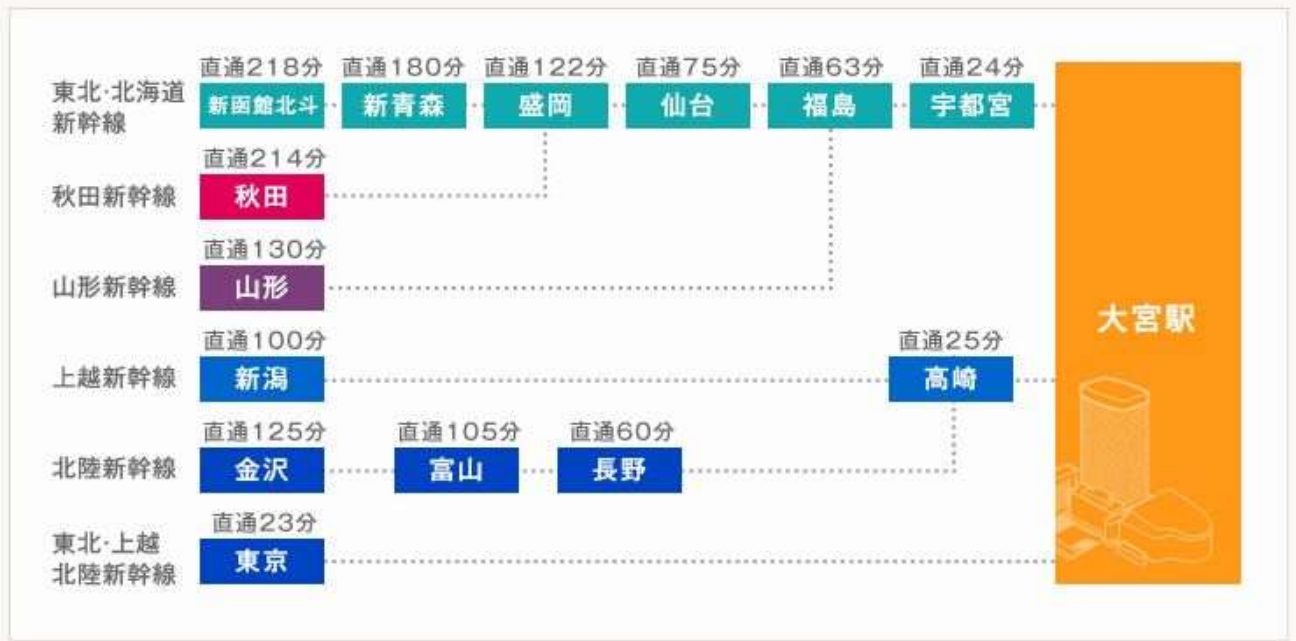 東北・北海道
新幹線
直通218分
新函館北斗
直通180分
新青森
直通122分
盛岡
直通75分
仙台
直通63分
福島
直通24分
宇都宮
秋田新幹線
直通214分
秋田
山形新幹線
直通130分
山形
上越新幹線
直通100分
新潟
直通25分
高崎
北陸新幹線
直通125分
金沢
直通105分
富山
直通60分
長野
東北・上越
北陸新幹線
直通23分
東京
大宮駅